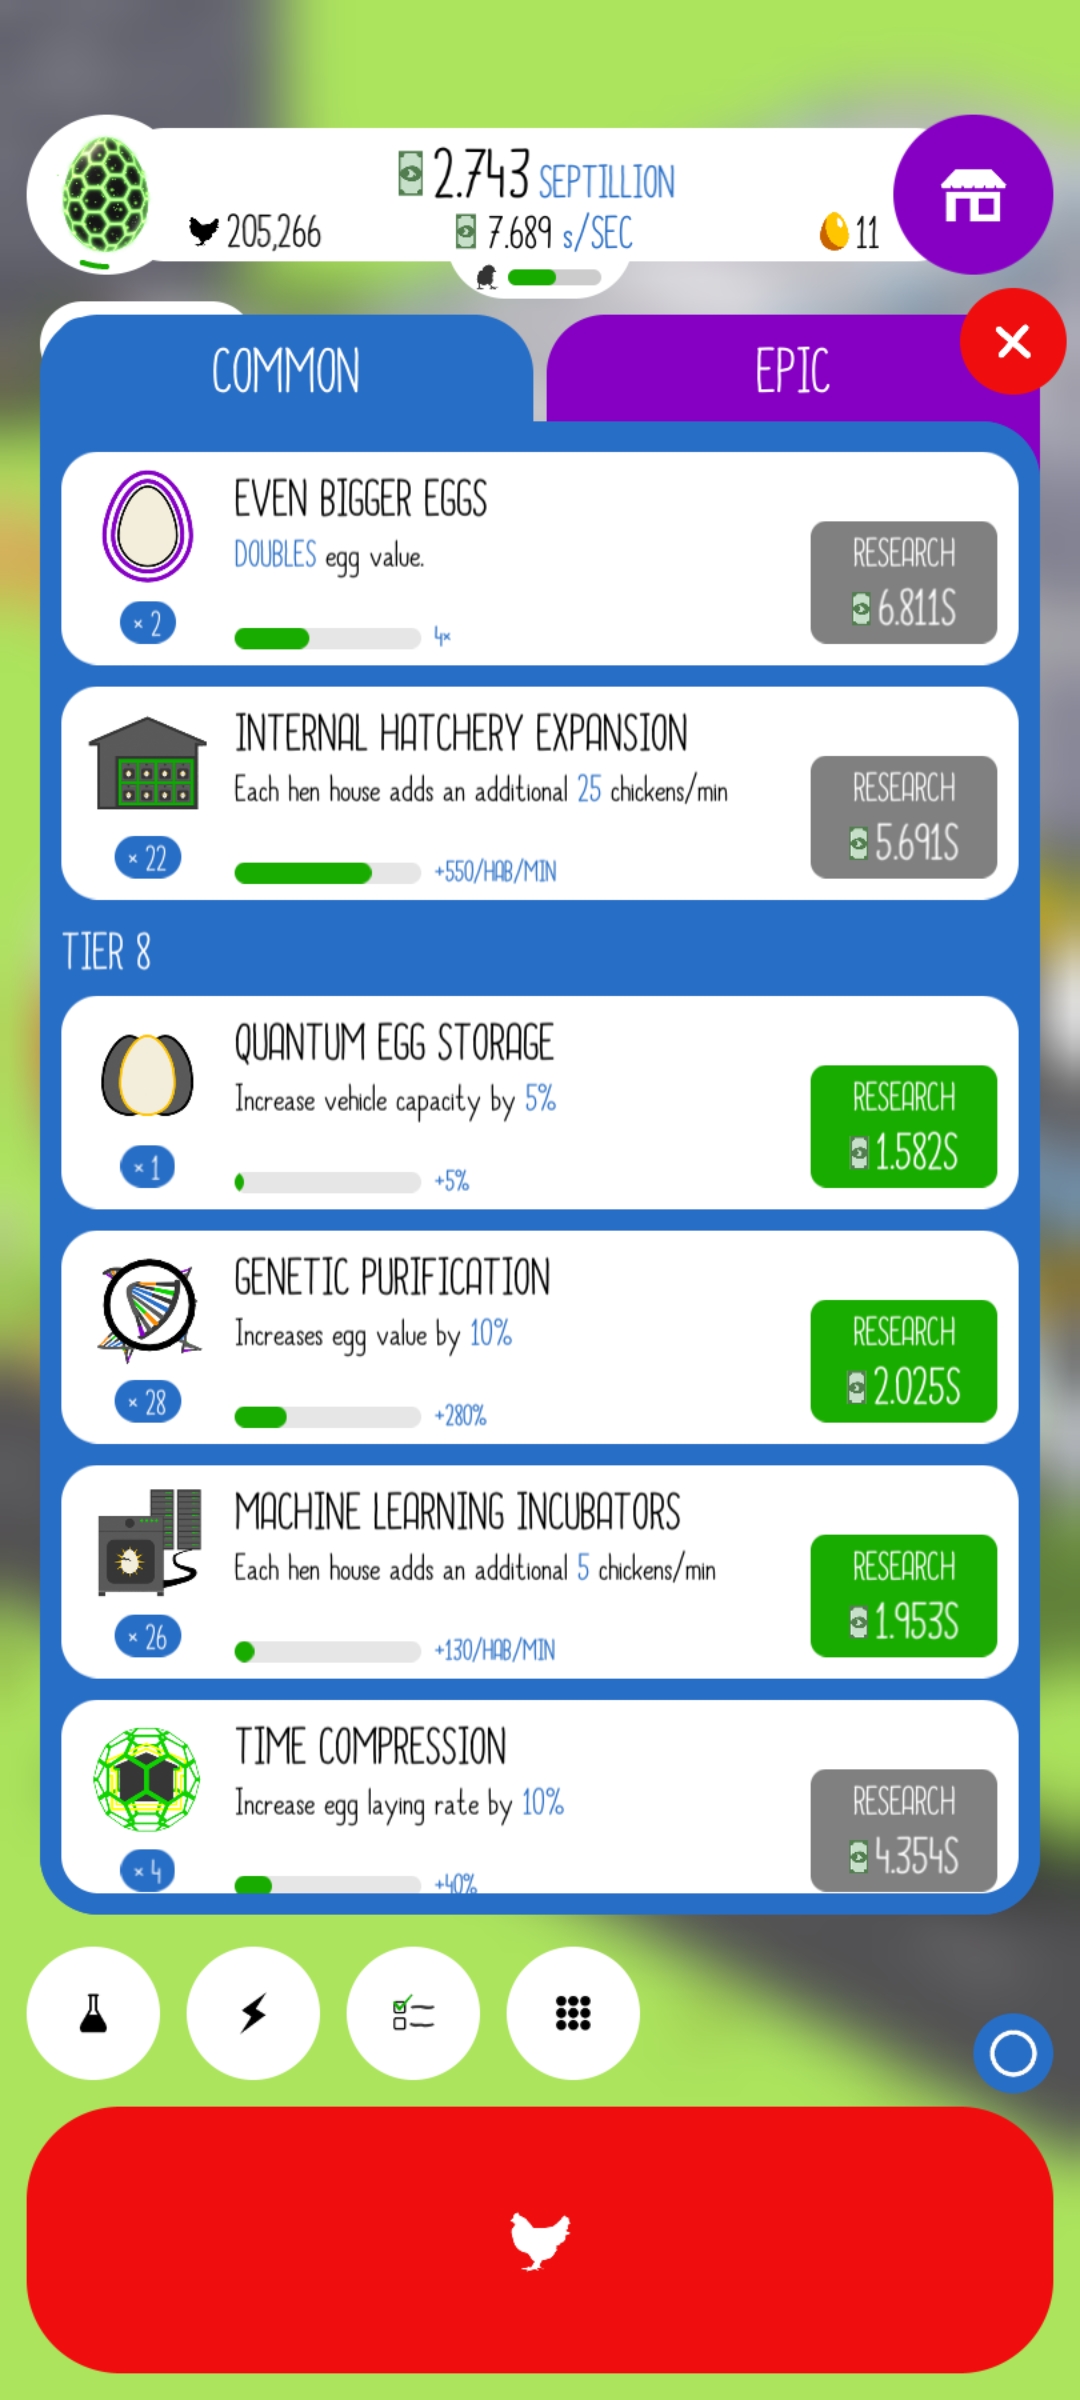 2.743 SEPTILLION
205,266
7.689 s/SEC
11
COMMON
EPIC
EVEN BIGGER EGGS
DOUBLES egg value.
× 2
4×
RESEARCH
6.811S
INTERNAL HATCHERY EXPANSION
Each hen house adds an additional 25 chickens/min
× 22
+550/HAB/MIN
RESEARCH
5.691S
TIER 8
QUANTUM EGG STORAGE
Increase vehicle capacity by 5%
× 1
+5%
RESEARCH
1.582S
GENETIC PURIFICATION
Increases egg value by 10%
× 28
+280%
RESEARCH
2.025S
MACHINE LEARNING INCUBATORS
Each hen house adds an additional 5 chickens/min
× 26
+130/HAB/MIN
RESEARCH
1.953S
TIME COMPRESSION
Increase egg laying rate by 10%
× 4
+40%
RESEARCH
4.354S